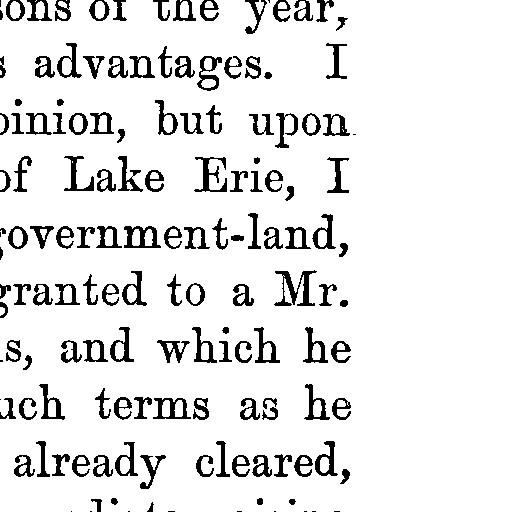 sons of the year,
s advantages. I
pinion, but upon
of Lake Erie, I
government-land,
granted to a Mr.
s, and which he
uch terms as he
already cleared,